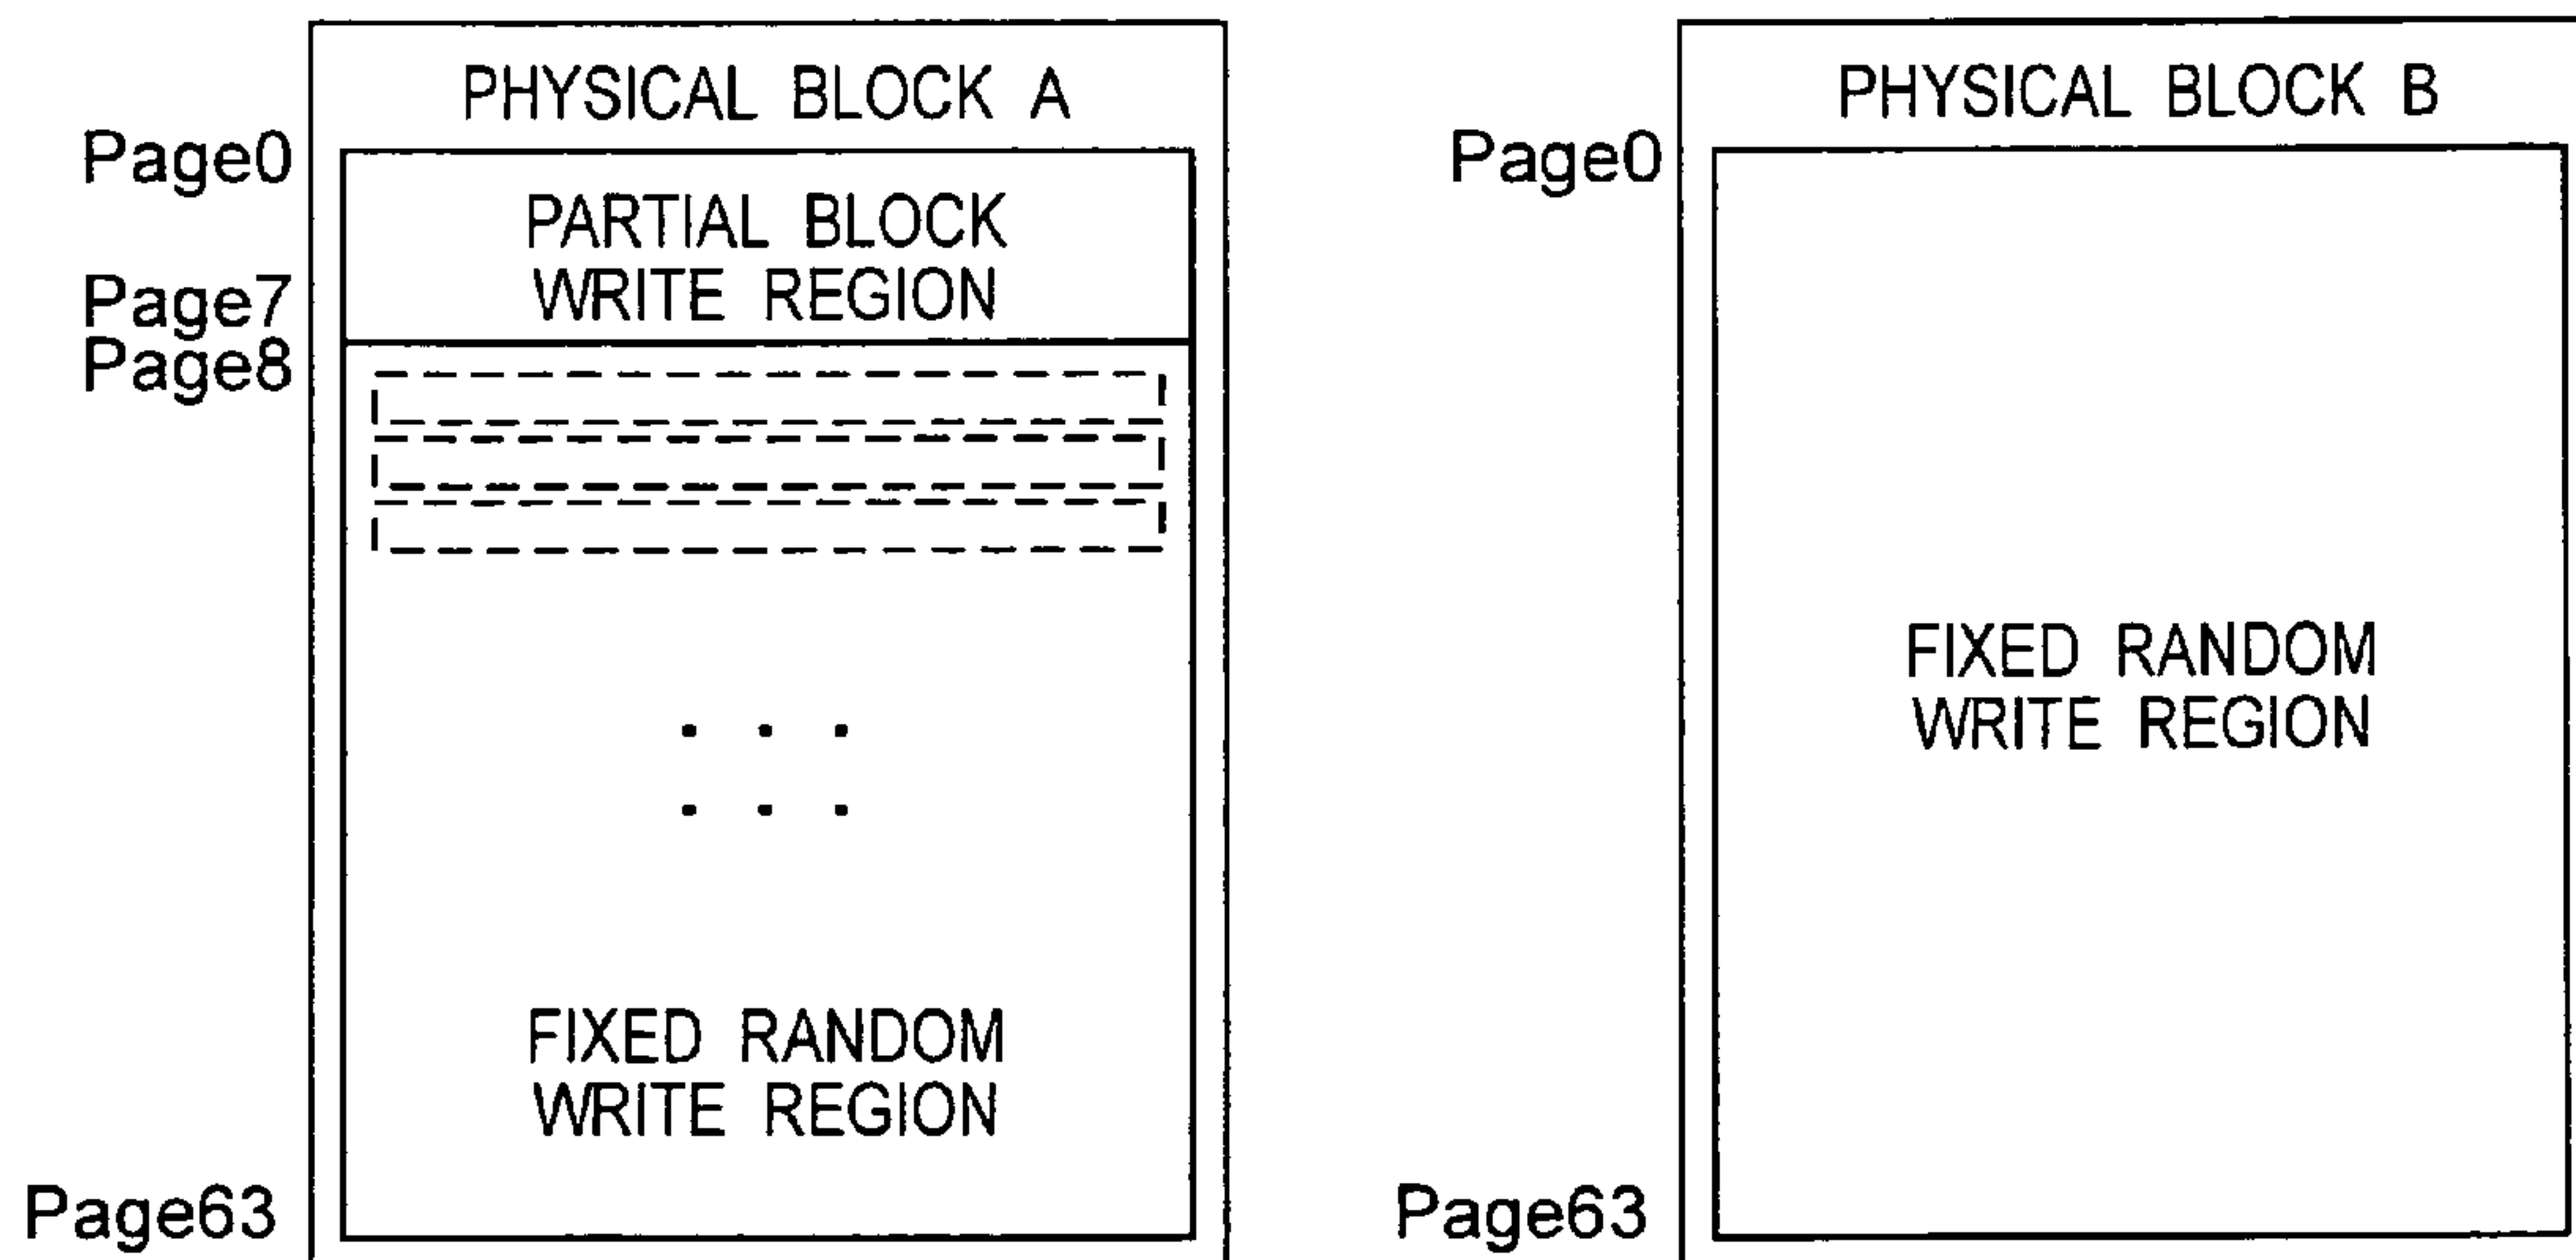 PHYSICAL BLOCK A
Page0
PARTIAL BLOCK
WRITE REGION
Page7
Page8
FIXED RANDOM
WRITE REGION
Page63
PHYSICAL BLOCK B
Page0
FIXED RANDOM
WRITE REGION
Page63